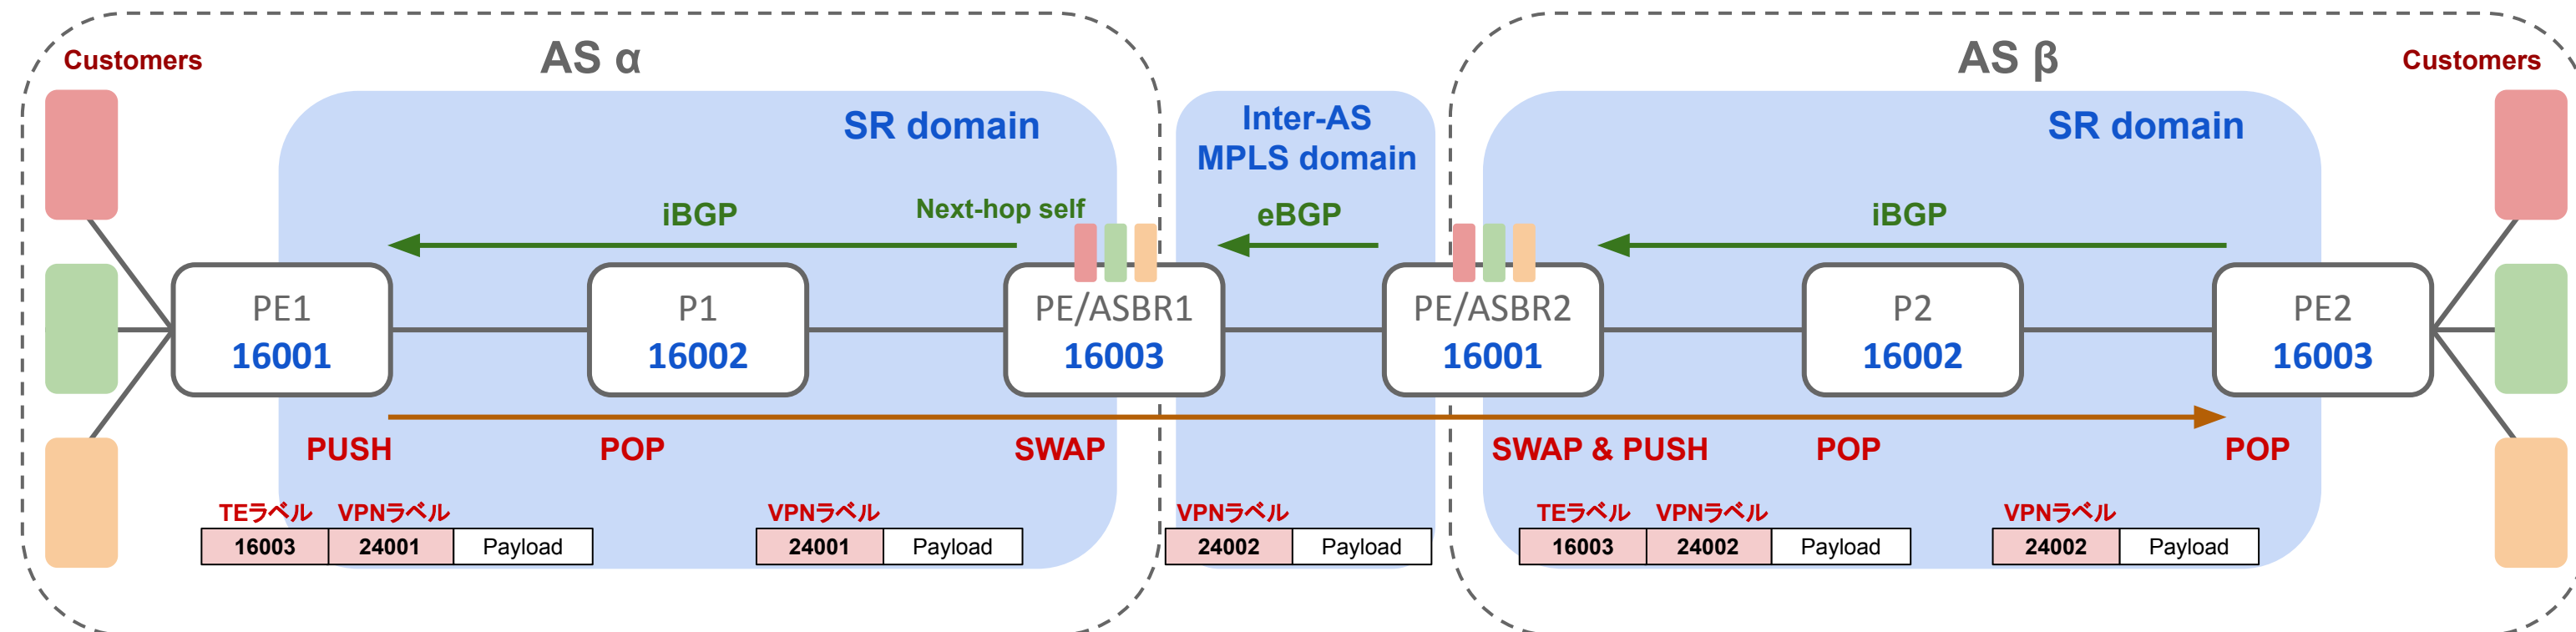 AS α
AS β
Customers
Customers
SR domain
Inter-AS
MPLS domain
SR domain
iBGP
Next-hop self
eBGP
iBGP
PE1
16001
P1
16002
PE/ASBR1
16003
PE/ASBR2
16001
P2
16002
PE2
16003
PUSH
POP
SWAP
SWAP & PUSH
POP
POP
TEラベル VPNラベル
16003 24001 Payload
VPNラベル
24001 Payload
VPNラベル
24002 Payload
TEラベル VPNラベル
16003 24002 Payload
VPNラベル
24002 Payload